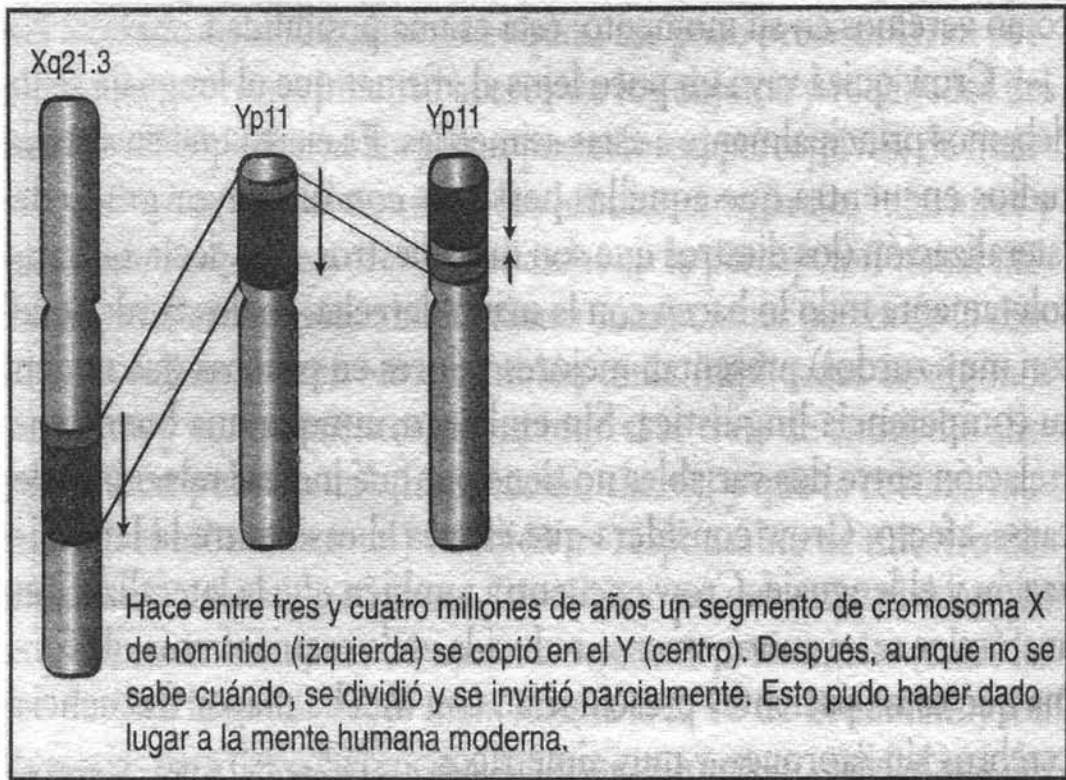 Xq21.3
Yp11
Yp11
Hace entre tres y cuatro millones de años un segmento de cromosoma X
de homínido (izquierda) se copió en el Y (centro). Después, aunque no se
sabe cuándo, se dividió y se invirtió parcialmente. Esto pudo haber dado
lugar a la mente humana moderna.